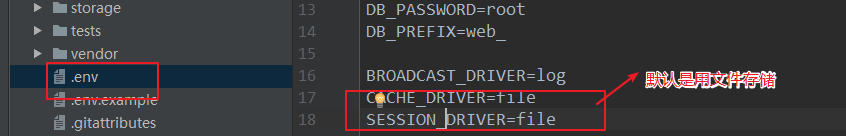 storage
tests
vendor
.env
.env.example
.gitattributes
13 DB_PASSWORD=root
14 DB_PREFIX=web_
15
16 BROADCAST_DRIVER=log
17 CACHE_DRIVER=file
18 SESSION_DRIVER=file
默认是用文件存储